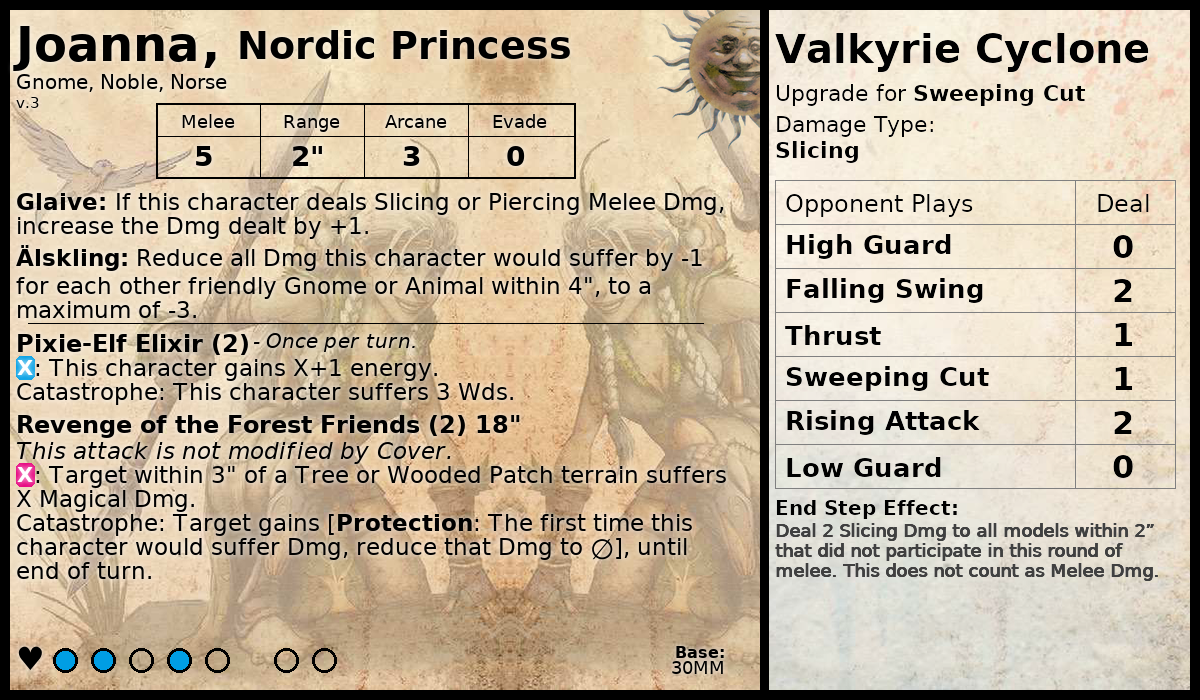 Joanna, Nordic Princess
Gnome, Noble, Norse
v.3
Melee Range Arcane Evade
5 2" 3 0
Glaive: If this character deals Slicing or Piercing Melee Dmg,
increase the Dmg dealt by +1.
Älskling: Reduce all Dmg this character would suffer by -1
for each other friendly Gnome or Animal within 4", to a
maximum of -3.
Pixie-Elf Elixir (2) - Once per turn.
X: This character gains X+1 energy.
Catastrophe: This character suffers 3 Wds.
Revenge of the Forest Friends (2) 18"
This attack is not modified by Cover.
X: Target within 3" of a Tree or Wooded Patch terrain suffers
X Magical Dmg.
Catastrophe: Target gains [Protection: The first time this
character would suffer Dmg, reduce that Dmg to ∅], until
end of turn.
Base:
30MM
Valkyrie Cyclone
Upgrade for Sweeping Cut
Damage Type:
Slicing
Opponent Plays Deal
High Guard 0
Falling Swing 2
Thrust 1
Sweeping Cut 1
Rising Attack 2
Low Guard 0
End Step Effect:
Deal 2 Slicing Dmg to all models within 2”
that did not participate in this round of
melee. This does not count as Melee Dmg.